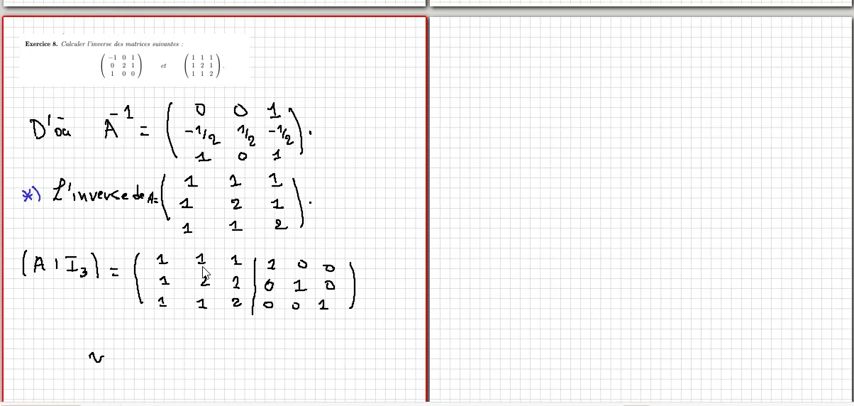 Exercice 8. Calculer l'inverse des matrices suivantes :
( -1 0 1 ) ( 1 1 1 )
( 0 2 1 ) et ( 1 2 1 ) .
( 1 0 0 ) ( 1 1 2 )
D'où A⁻¹ = ( 0 0 1
-1/2 1/2 -1/2
1 0 1 ) .
*) L'inverse de A= ( 1 1 1
1 2 1
1 1 2 ) .
(A | I₃) = ( 1 1 1 | 1 0 0
1 2 2 | 0 1 0
1 1 2 | 0 0 1 )
~